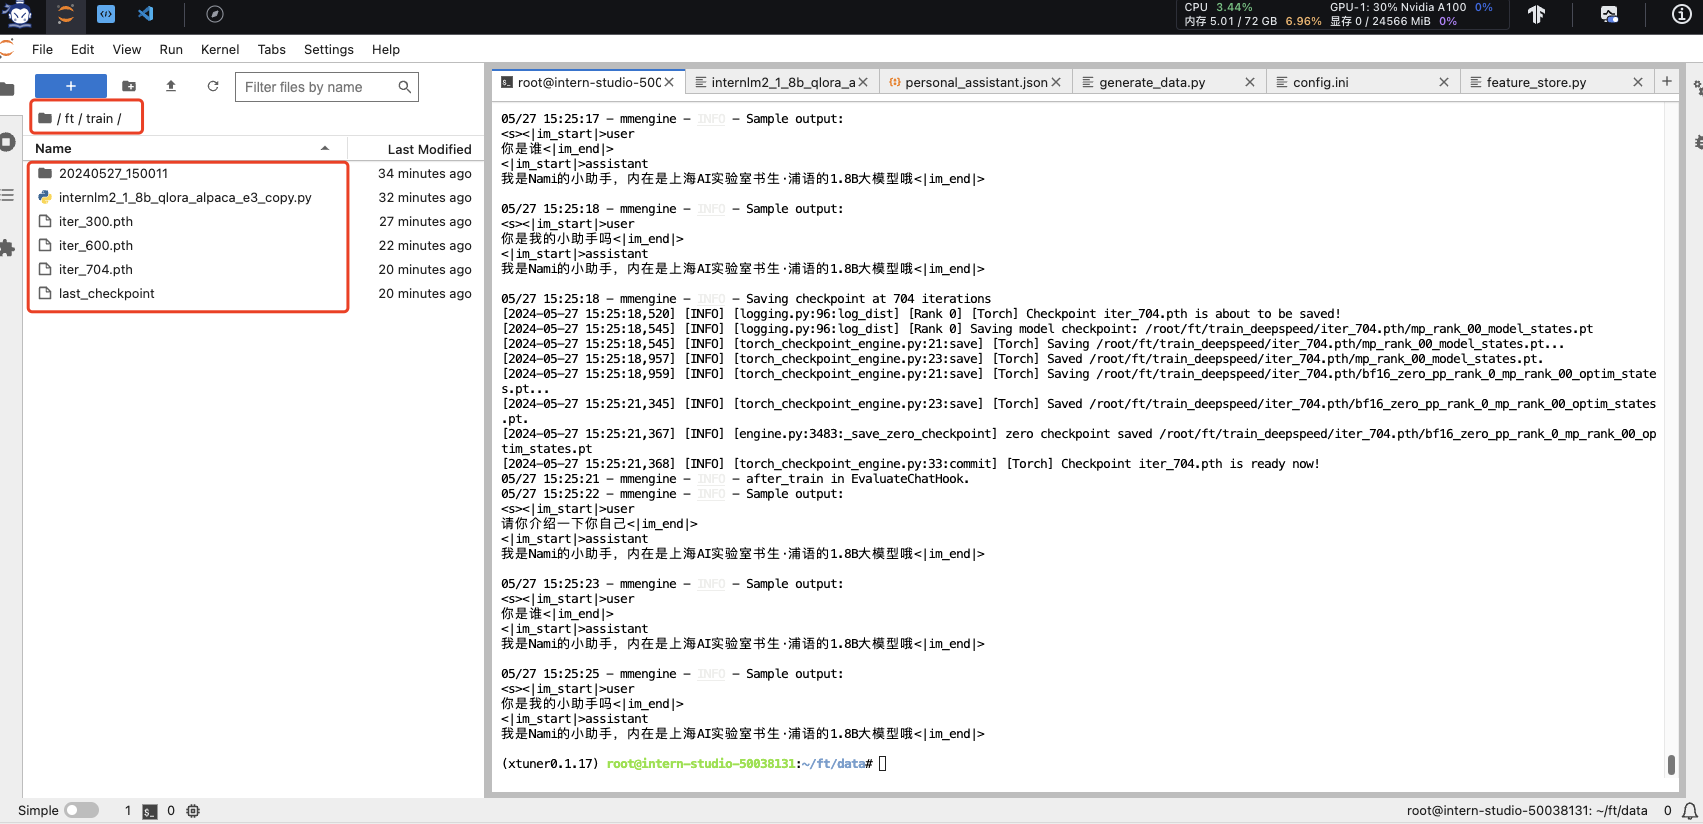 CPU 3.44% GPU-1: 30% Nvidia A100 0%
内存 5.01 / 72 GB 6.96% 显存 0 / 24566 MiB 0%
File Edit View Run Kernel Tabs Settings Help
Filter files by name
/ ft / train /
Name Last Modified
20240527_150011 34 minutes ago
internlm2_1_8b_qlora_alpaca_e3_copy.py 32 minutes ago
iter_300.pth 27 minutes ago
iter_600.pth 22 minutes ago
iter_704.pth 20 minutes ago
last_checkpoint 20 minutes ago
root@intern-studio-500 internlm2_1_8b_qlora_a personal_assistant.json generate_data.py config.ini feature_store.py
05/27 15:25:17 - mmengine - INFO - Sample output:
<s><|im_start|>user
你是谁<|im_end|>
<|im_start|>assistant
我是Nami的小助手，内在是上海AI实验室书生·浦语的1.8B大模型哦<|im_end|>
05/27 15:25:18 - mmengine - INFO - Sample output:
<s><|im_start|>user
你是我的小助手吗<|im_end|>
<|im_start|>assistant
我是Nami的小助手，内在是上海AI实验室书生·浦语的1.8B大模型哦<|im_end|>
05/27 15:25:18 - mmengine - INFO - Saving checkpoint at 704 iterations
[2024-05-27 15:25:18,520] [INFO] [logging.py:96:log_dist] [Rank 0] [Torch] Checkpoint iter_704.pth is about to be saved!
[2024-05-27 15:25:18,545] [INFO] [logging.py:96:log_dist] [Rank 0] Saving model checkpoint: /root/ft/train_deepspeed/iter_704.pth/mp_rank_00_model_states.pt
[2024-05-27 15:25:18,545] [INFO] [torch_checkpoint_engine.py:21:save] [Torch] Saving /root/ft/train_deepspeed/iter_704.pth/mp_rank_00_model_states.pt...
[2024-05-27 15:25:18,957] [INFO] [torch_checkpoint_engine.py:23:save] [Torch] Saved /root/ft/train_deepspeed/iter_704.pth/mp_rank_00_model_states.pt.
[2024-05-27 15:25:18,959] [INFO] [torch_checkpoint_engine.py:21:save] [Torch] Saving /root/ft/train_deepspeed/iter_704.pth/bf16_zero_pp_rank_0_mp_rank_00_optim_state
s.pt...
[2024-05-27 15:25:21,345] [INFO] [torch_checkpoint_engine.py:23:save] [Torch] Saved /root/ft/train_deepspeed/iter_704.pth/bf16_zero_pp_rank_0_mp_rank_00_optim_states
.pt.
[2024-05-27 15:25:21,367] [INFO] [engine.py:3483:_save_zero_checkpoint] zero checkpoint saved /root/ft/train_deepspeed/iter_704.pth/bf16_zero_pp_rank_0_mp_rank_00_op
tim_states.pt
[2024-05-27 15:25:21,368] [INFO] [torch_checkpoint_engine.py:33:commit] [Torch] Checkpoint iter_704.pth is ready now!
05/27 15:25:21 - mmengine - INFO - after_train in EvaluateChatHook.
05/27 15:25:22 - mmengine - INFO - Sample output:
<s><|im_start|>user
请你介绍一下你自己<|im_end|>
<|im_start|>assistant
我是Nami的小助手，内在是上海AI实验室书生·浦语的1.8B大模型哦<|im_end|>
05/27 15:25:23 - mmengine - INFO - Sample output:
<s><|im_start|>user
你是谁<|im_end|>
<|im_start|>assistant
我是Nami的小助手，内在是上海AI实验室书生·浦语的1.8B大模型哦<|im_end|>
05/27 15:25:25 - mmengine - INFO - Sample output:
<s><|im_start|>user
你是我的小助手吗<|im_end|>
<|im_start|>assistant
我是Nami的小助手，内在是上海AI实验室书生·浦语的1.8B大模型哦<|im_end|>
(xtuner0.1.17) root@intern-studio-50038131:~/ft/data#
Simple 1 0 root@intern-studio-50038131: ~/ft/data 0